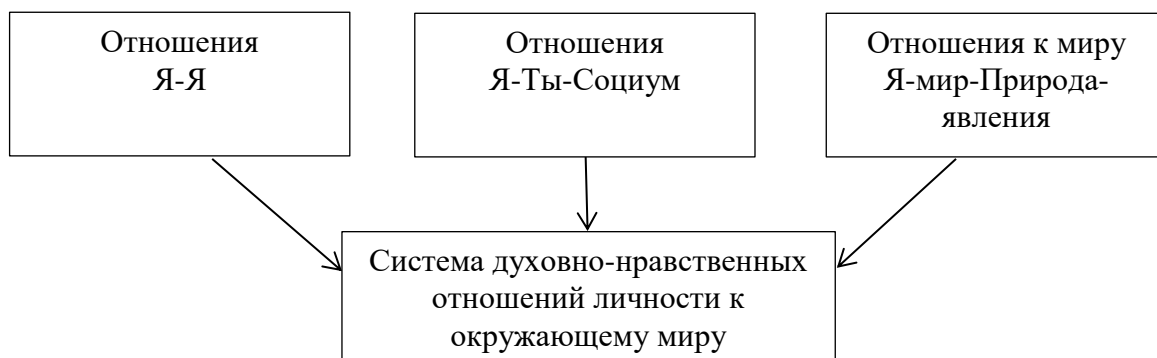 Отношения
Я-Я
Отношения
Я-Ты-Социум
Отношения к миру
Я-мир-Природа-
явления
Система духовно-нравственных
отношений личности к
окружающему миру